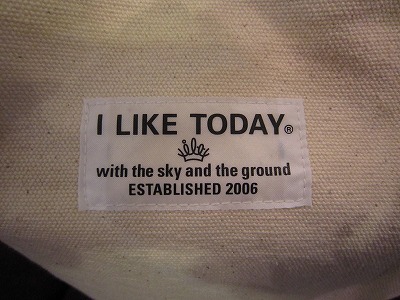 I LIKE TODAY®
with the sky and the ground
ESTABLISHED 2006